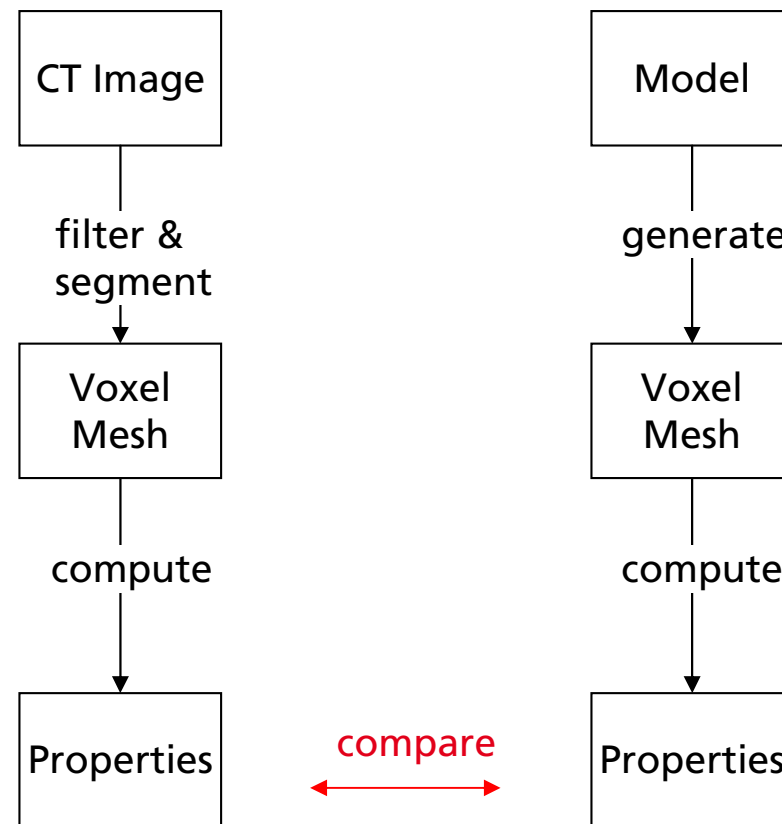 CT Image
Model
filter &
segment
generate
Voxel
Mesh
Voxel
Mesh
compute
compute
Properties
compare
Properties